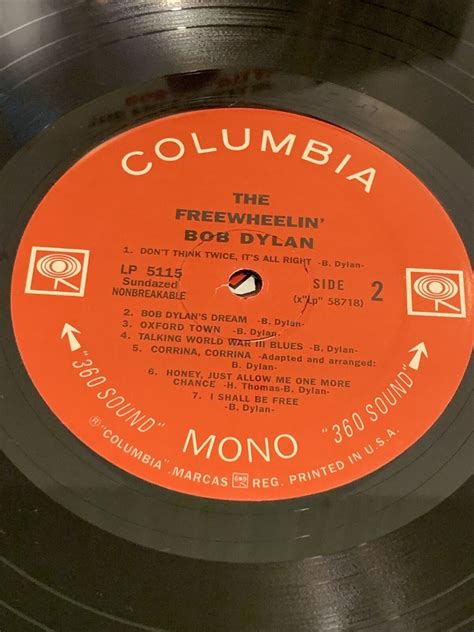 COLUMBIA
THE
FREEWHEELIN'
BOB DYLAN
1. DON'T THINK TWICE, IT'S ALL RIGHT -B. Dylan-
LP 5115
Sundazed
NONBREAKABLE
SIDE 2
(x"Lp" 58718)
2. BOB DYLAN'S DREAM -B. Dylan-
3. OXFORD TOWN -B. Dylan-
4. TALKING WORLD WAR III BLUES -B. Dylan-
5. CORRINA, CORRINA -Adapted and arranged:
B. Dylan-
6. HONEY, JUST ALLOW ME ONE MORE
CHANCE -H. Thomas-B. Dylan-
7. I SHALL BE FREE
-B. Dylan-
"360 SOUND" MONO "360 SOUND"
® "COLUMBIA", MARCAS CBS REG. PRINTED IN U.S.A.